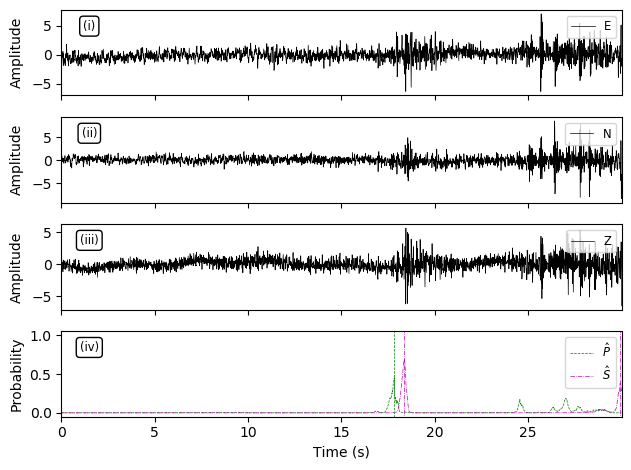 (i)
E
Amplitude
5
0
−5
(ii)
N
Amplitude
5
0
−5
(iii)
Z
Amplitude
5
0
−5
(iv)
P̂
Ŝ
Probability
1.0
0.5
0.0
0 5 10 15 20 25
Time (s)